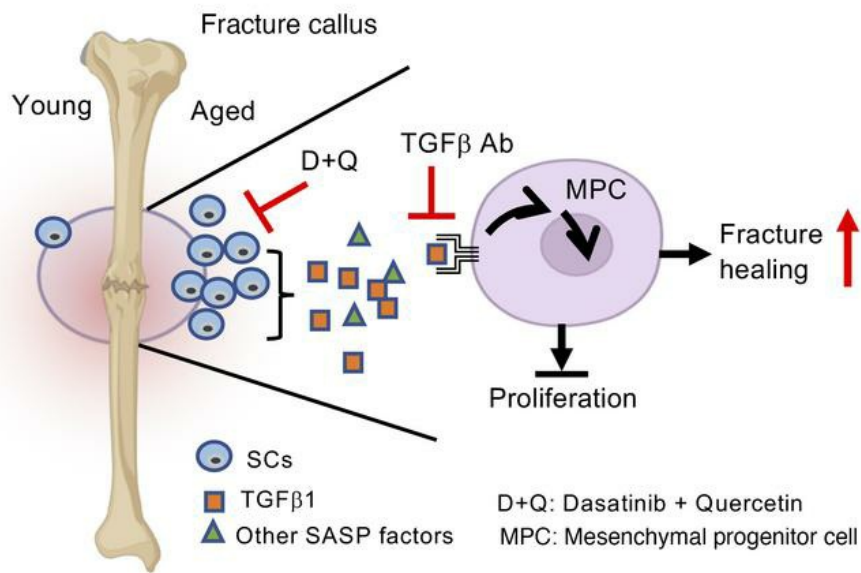 Fracture callus
Young
Aged
D+Q
TGFβ Ab
MPC
Fracture
healing
Proliferation
SCs
TGFβ1
Other SASP factors
D+Q: Dasatinib + Quercetin
MPC: Mesenchymal progenitor cell